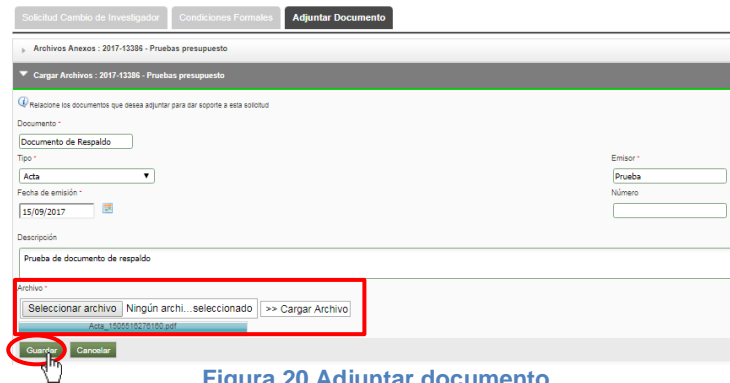 Solicitud Cambio de Investigador Condiciones Formales Adjuntar Documento
Archivos Anexos : 2017-13386 - Pruebas presupuesto
Cargar Archivos : 2017-13386 - Pruebas presupuesto
Relacione los documentos que desea adjuntar para dar soporte a esta solicitud
Documento *
Documento de Respaldo
Tipo * Emisor *
Acta Prueba
Fecha de emisión * Número
15/09/2017
Descripción
Prueba de documento de respaldo
Archivo *
Seleccionar archivo Ningún archi...seleccionado >> Cargar Archivo
Acta_1505516276160.pdf
Guardar Cancelar
Figura 20 Adjuntar documento